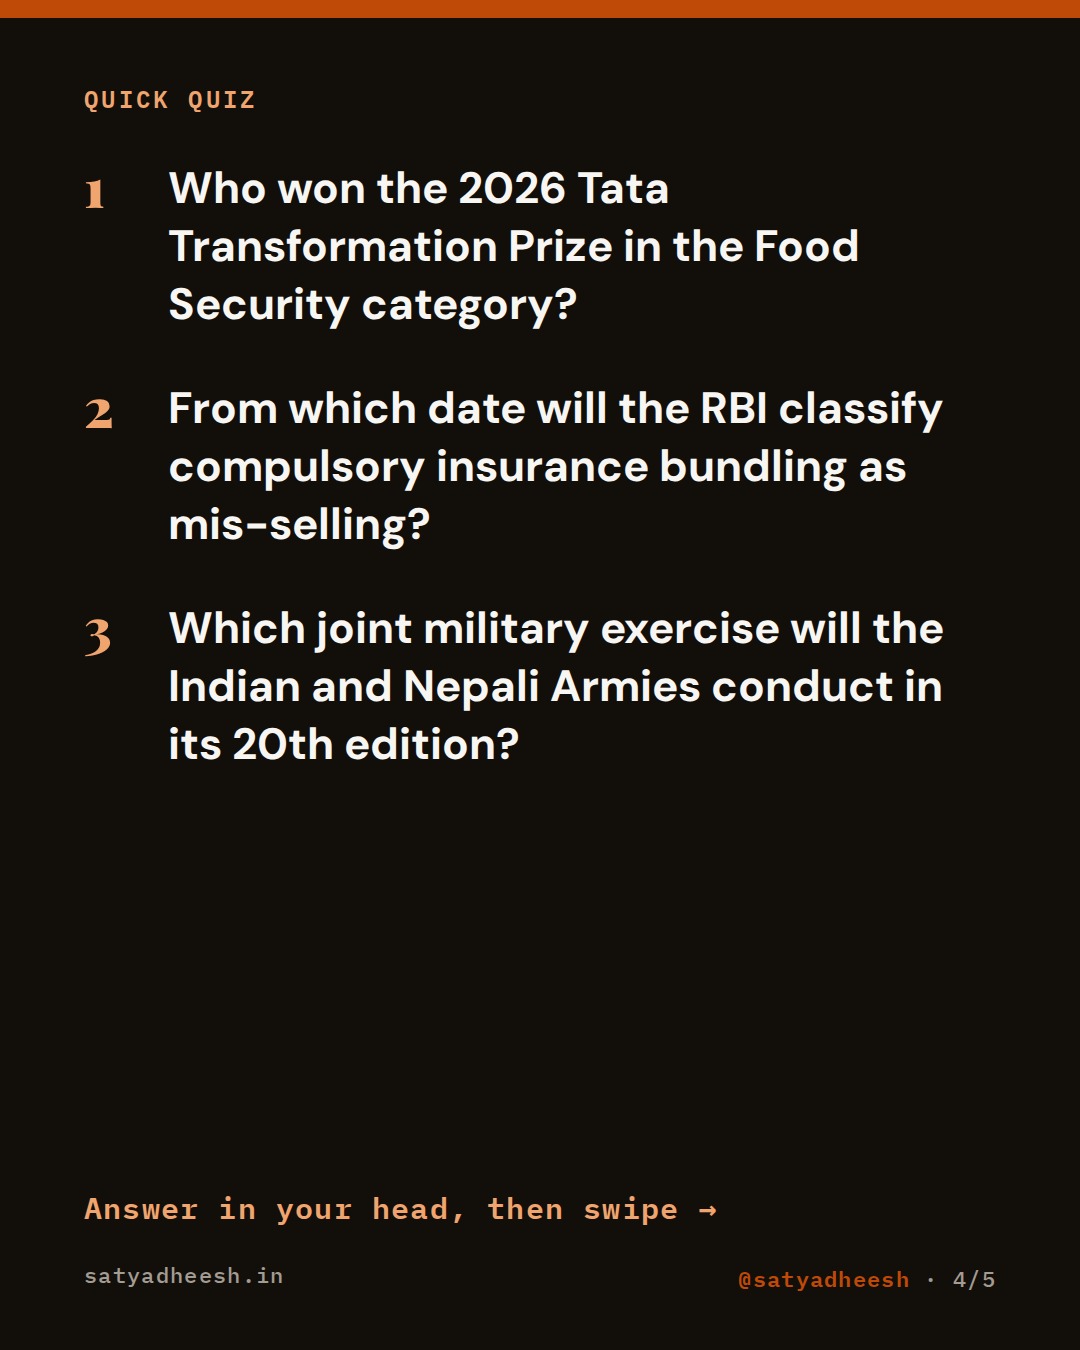 QUICK QUIZ
1 Who won the 2026 Tata
Transformation Prize in the Food
Security category?
2 From which date will the RBI classify
compulsory insurance bundling as
mis-selling?
3 Which joint military exercise will the
Indian and Nepali Armies conduct in
its 20th edition?
Answer in your head, then swipe →
satyadheesh.in
@satyadheesh · 4/5